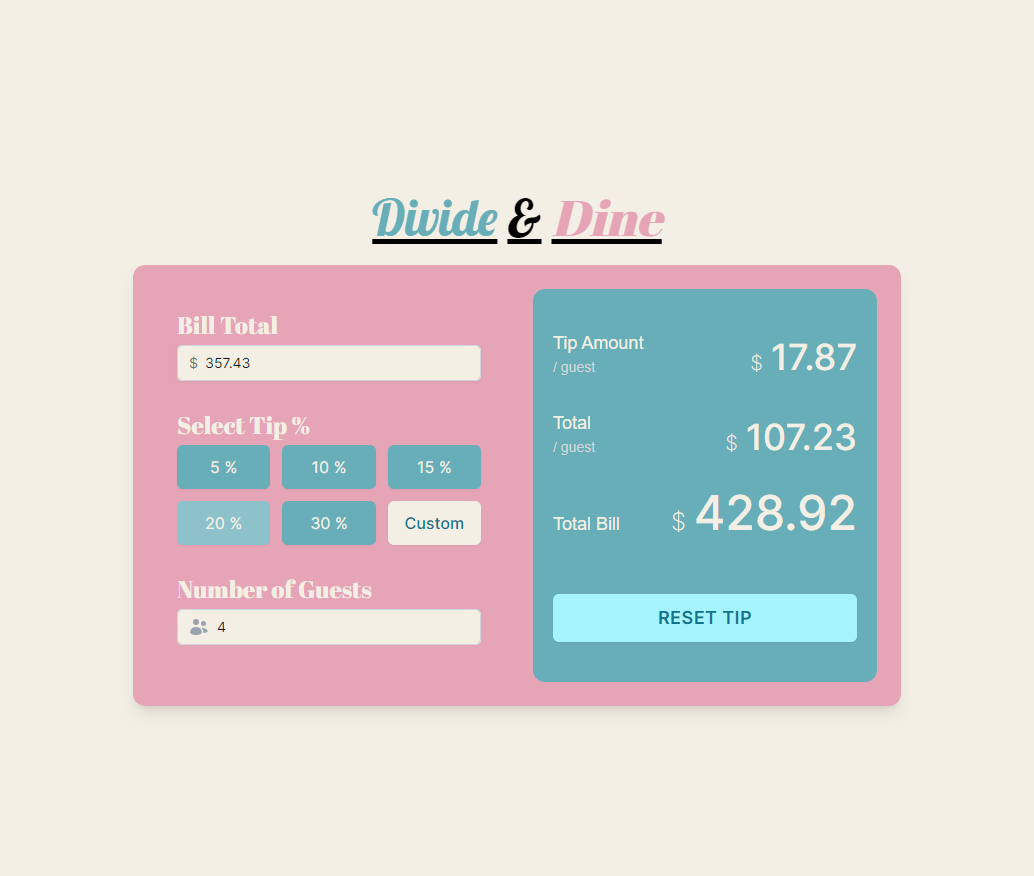 Divide & Dine
Bill Total
$ 357.43
Select Tip %
5 %
10 %
15 %
20 %
30 %
Custom
Number of Guests
4
Tip Amount
/ guest
$ 17.87
Total
/ guest
$ 107.23
Total Bill
$ 428.92
RESET TIP